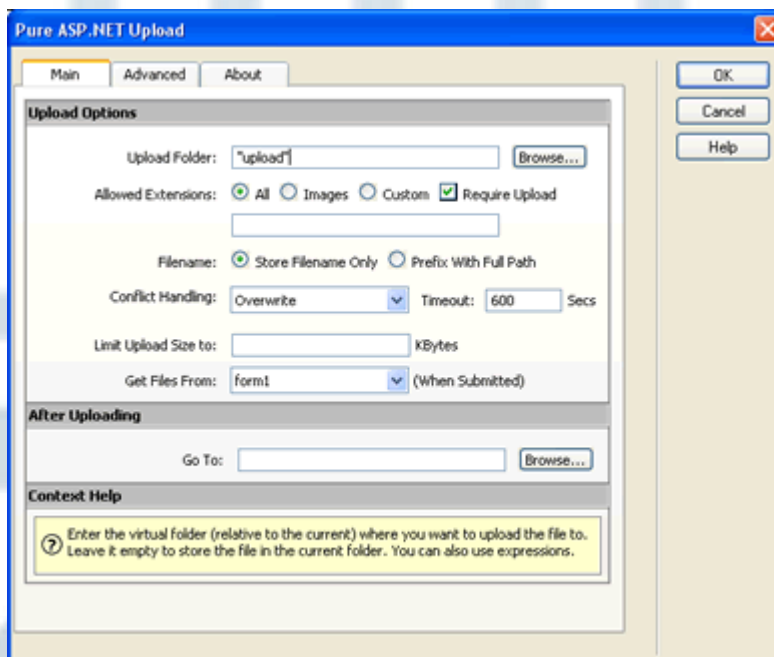 Pure ASP.NET Upload
Main Advanced About
OK
Cancel
Help
Upload Options
Upload Folder: "upload" Browse...
Allowed Extensions: All Images Custom Require Upload
Filename: Store Filename Only Prefix With Full Path
Conflict Handling: Overwrite Timeout: 600 Secs
Limit Upload Size to: KBytes
Get Files From: form1 (When Submitted)
After Uploading
Go To: Browse...
Context Help
Enter the virtual folder (relative to the current) where you want to upload the file to.
Leave it empty to store the file in the current folder. You can also use expressions.